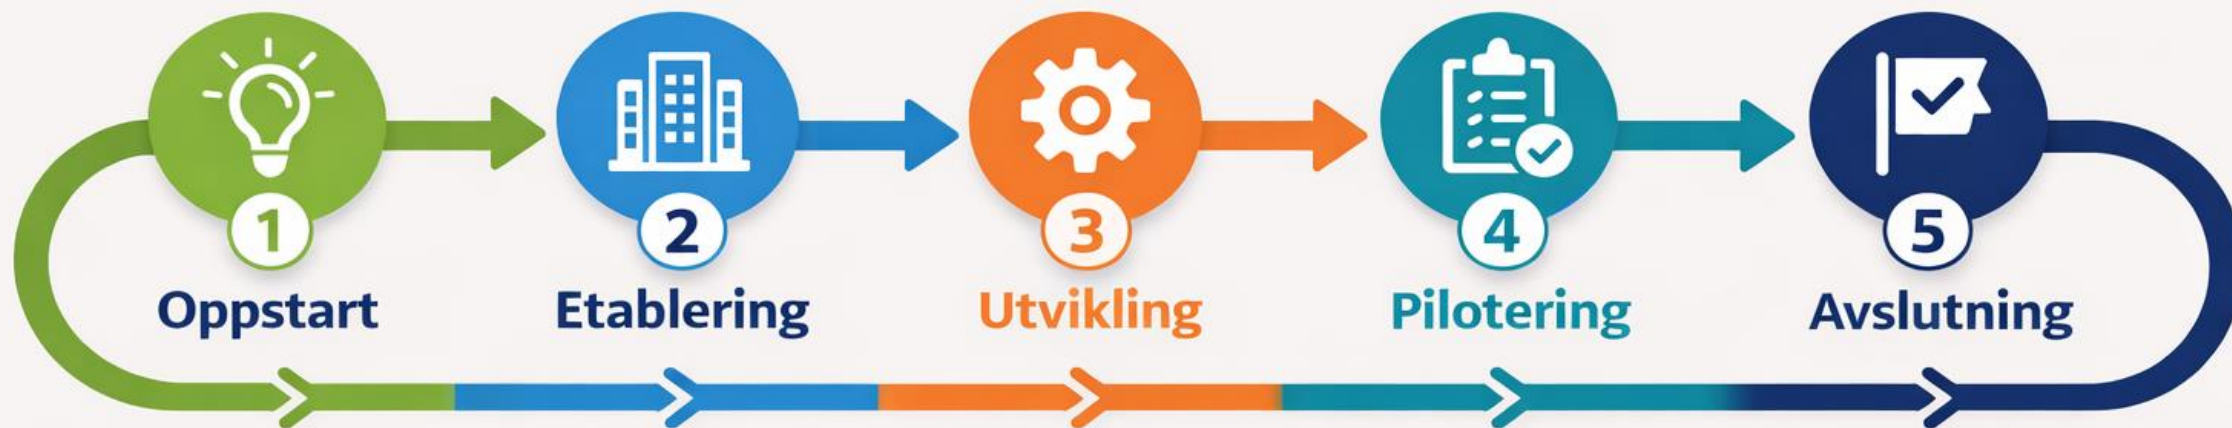 1
Oppstart
2
Etablering
3
Utvikling
4
Pilotering
5
Avslutning